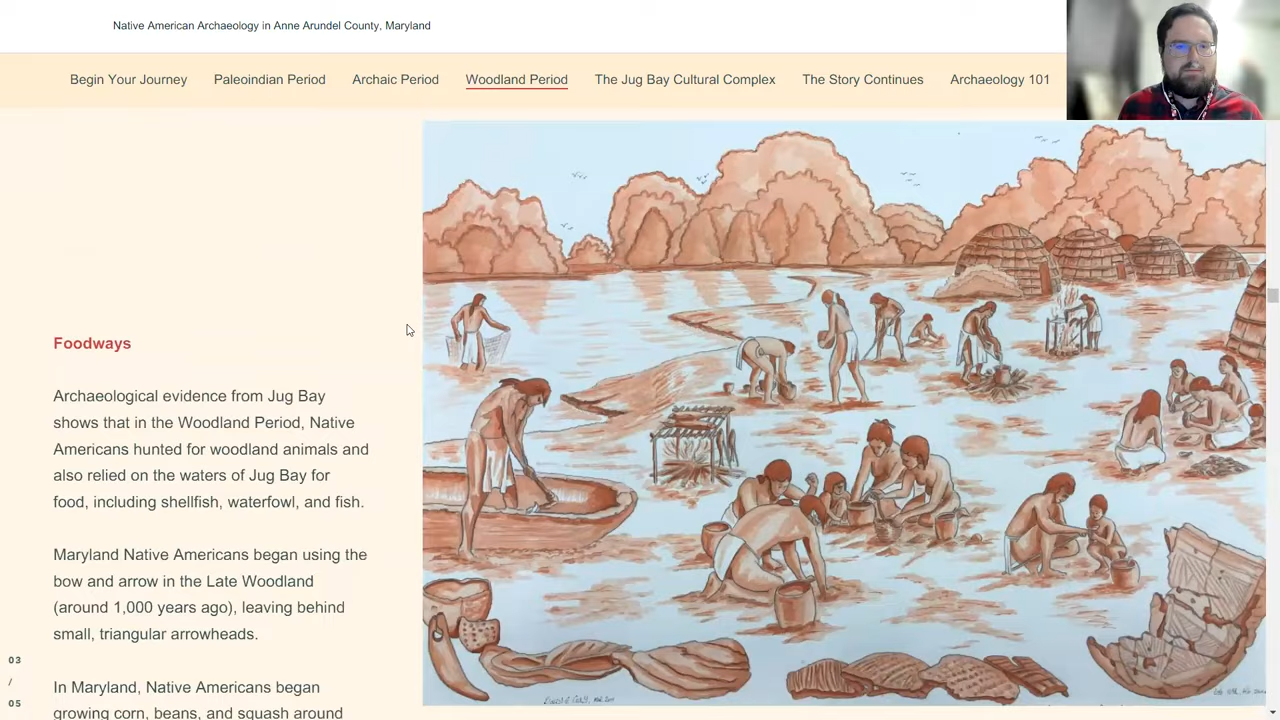 Native American Archaeology in Anne Arundel County, Maryland
Begin Your Journey Paleoindian Period Archaic Period Woodland Period The Jug Bay Cultural Complex The Story Continues Archaeology 101
Foodways
Archaeological evidence from Jug Bay
shows that in the Woodland Period, Native
Americans hunted for woodland animals and
also relied on the waters of Jug Bay for
food, including shellfish, waterfowl, and fish.
Maryland Native Americans began using the
bow and arrow in the Late Woodland
(around 1,000 years ago), leaving behind
small, triangular arrowheads.
In Maryland, Native Americans began
growing corn, beans, and squash around
03
/
05